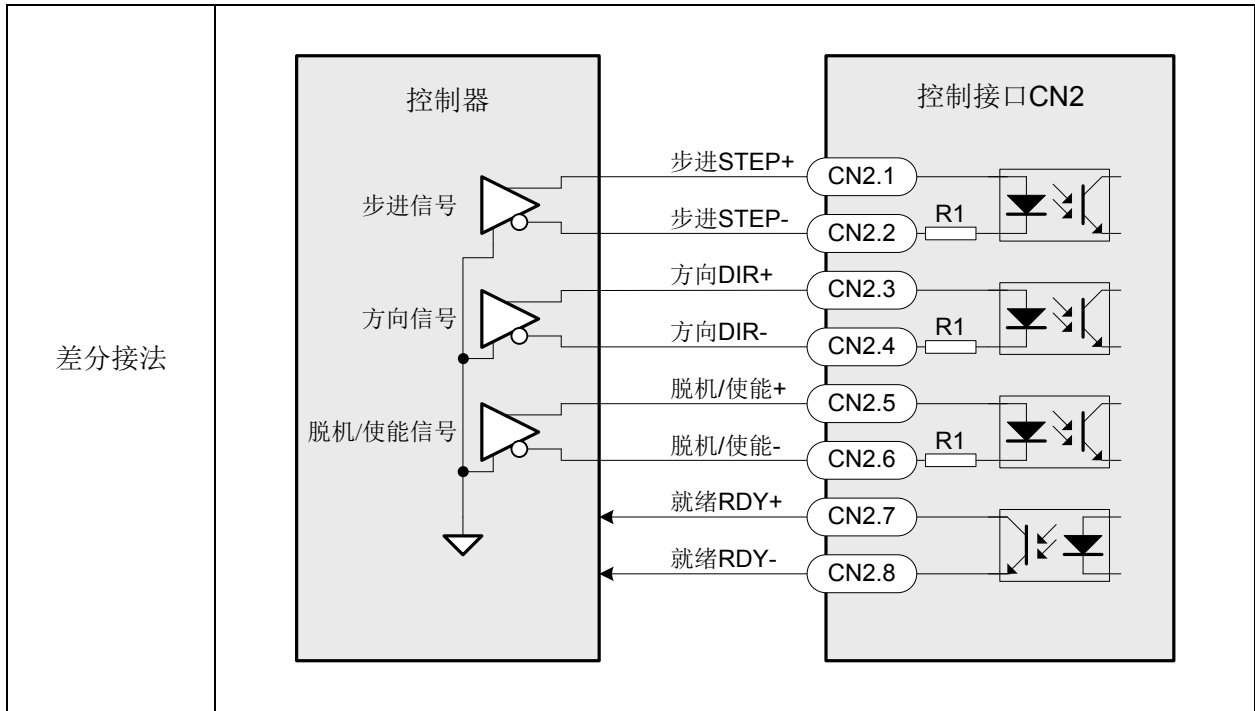 差分接法
控制器
控制接口CN2
步进信号
步进STEP+
CN2.1
步进STEP-
CN2.2
R1
方向信号
方向DIR+
CN2.3
方向DIR-
CN2.4
R1
脱机/使能信号
脱机/使能+
CN2.5
脱机/使能-
CN2.6
R1
就绪RDY+
CN2.7
就绪RDY-
CN2.8